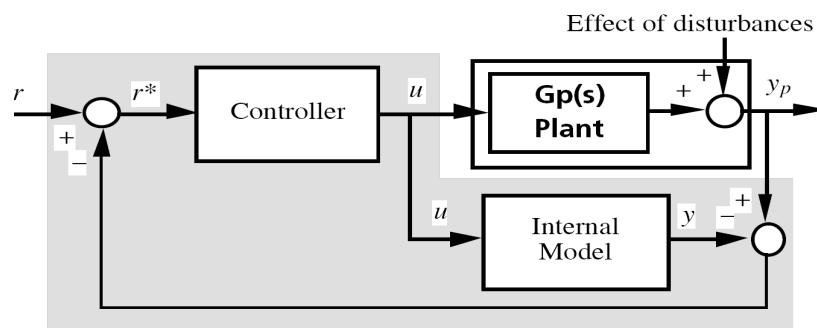 Effect of disturbances
r
+
−
r*
Controller
u
Gp(s)
Plant
+
+
y_p
u
Internal
Model
y
−
+